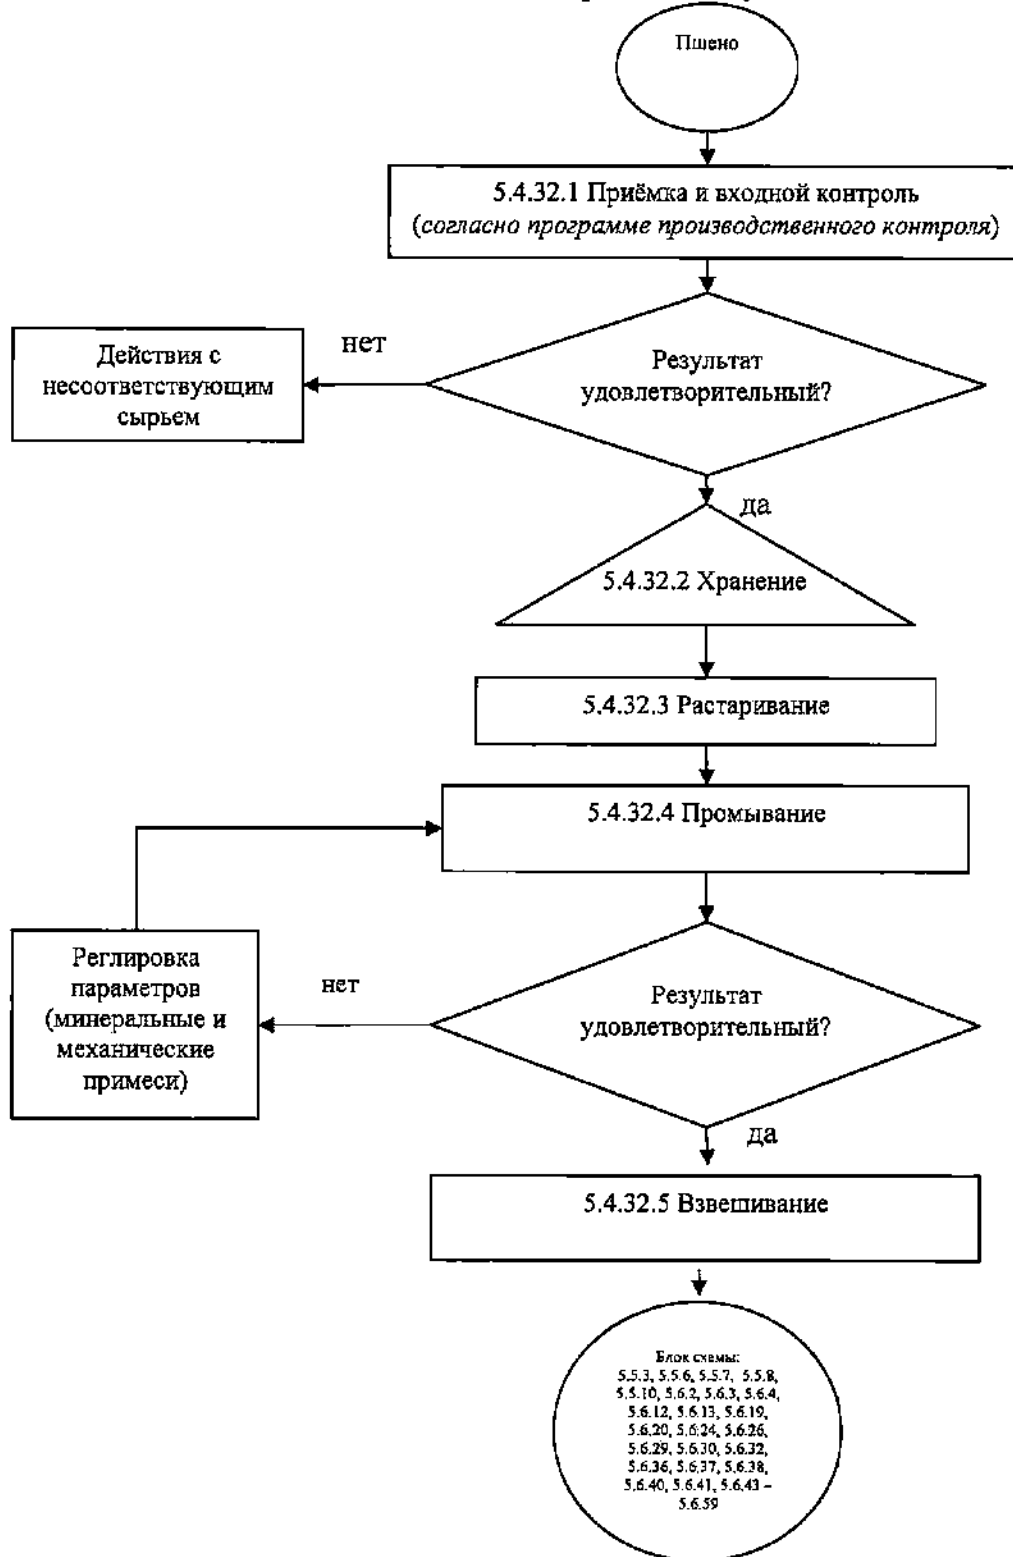 Пшено
5.4.32.1 Приёмка и входной контроль
(согласно программе производственного контроля)
Результат
удовлетворительный?
нет
Действия с
несоответствующим
сырьем
да
5.4.32.2 Хранение
5.4.32.3 Растаривание
5.4.32.4 Промывание
Результат
удовлетворительный?
нет
Реглировка
параметров
(минеральные и
механические
примеси)
да
5.4.32.5 Взвешивание
Блок схемы:
5.5.3, 5.5.6, 5.5.7, 5.5.8,
5.5.10, 5.6.2, 5.6.3, 5.6.4,
5.6.12, 5.6.13, 5.6.19,
5.6.20, 5.6.24, 5.6.26,
5.6.29, 5.6.30, 5.6.32,
5.6.36, 5.6.37, 5.6.38,
5.6.40, 5.6.41, 5.6.43 –
5.6.59